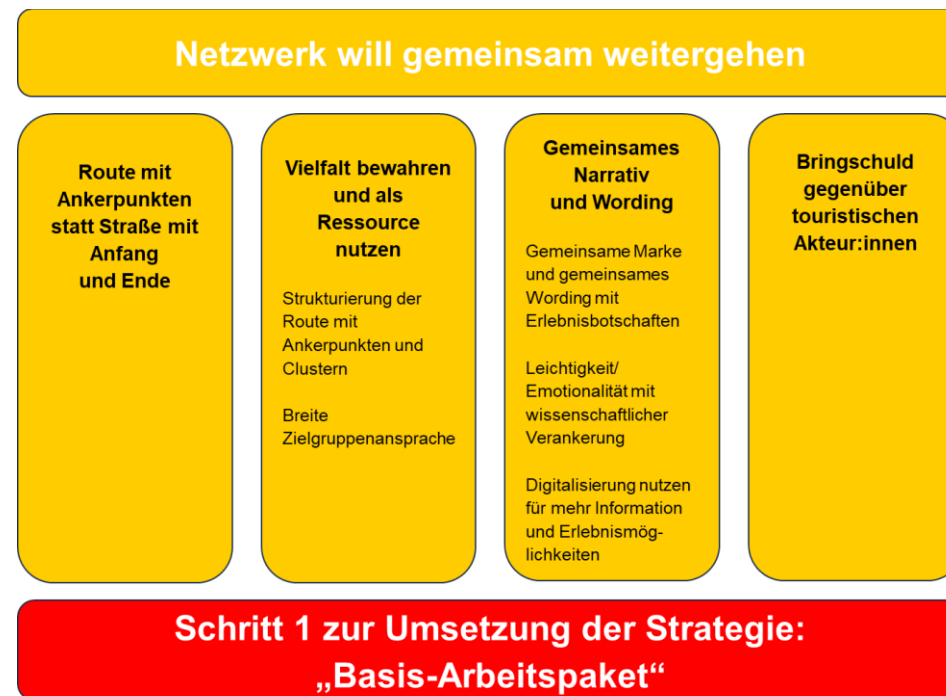 Netzwerk will gemeinsam weitergehen
Route mit
Ankerpunkten
statt Straße mit
Anfang
und Ende
Vielfalt bewahren
und als
Ressource
nutzen
Strukturierung der
Route mit
Ankerpunkten und
Clustern
Breite
Zielgruppenansprache
Gemeinsames
Narrativ
und Wording
Gemeinsame Marke
und gemeinsames
Wording mit
Erlebnisbotschaften
Leichtigkeit/
Emotionalität mit
wissenschaftlicher
Verankerung
Digitalisierung nutzen
für mehr Information
und Erlebnismög-
lichkeiten
Bringschuld
gegenüber
touristischen
Akteur:innen
Schritt 1 zur Umsetzung der Strategie:
„Basis-Arbeitspaket“